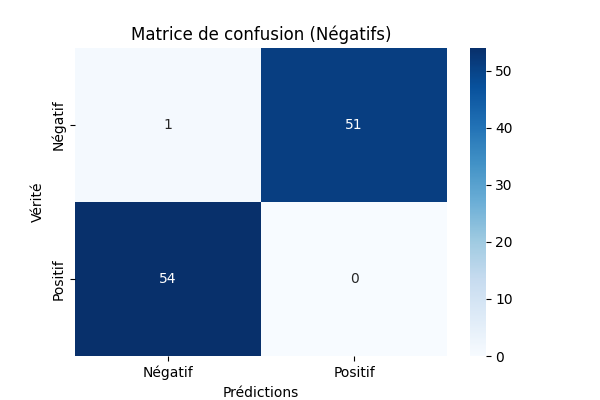 Matrice de confusion (Négatifs)
Négatif
1
51
Vérité
Positif
54
0
Négatif
Positif
Prédictions
50
40
30
20
10
0